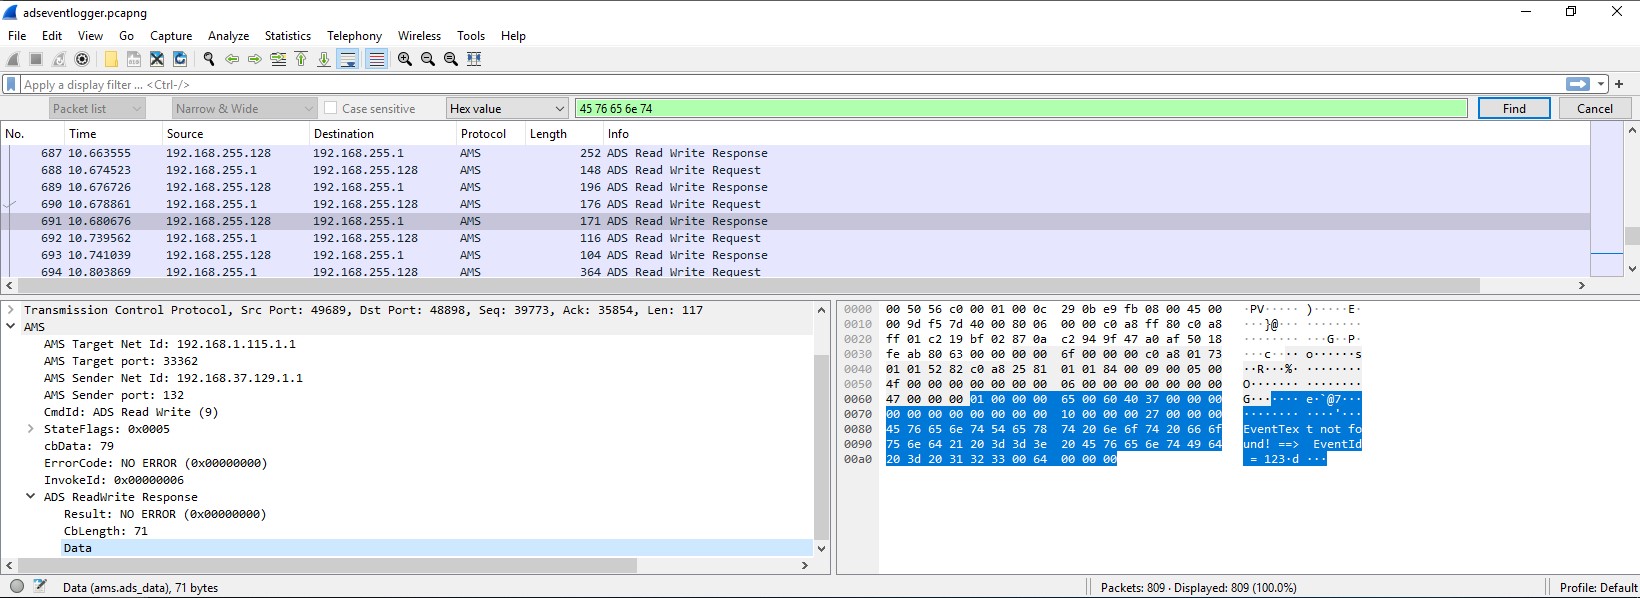 adseventlogger.pcapng
File Edit View Go Capture Analyze Statistics Telephony Wireless Tools Help
Apply a display filter ... <Ctrl-/>
Packet list Narrow & Wide Case sensitive Hex value 45 76 65 6e 74 Find Cancel
No. Time Source Destination Protocol Length Info
687 10.663555 192.168.255.128 192.168.255.1 AMS 252 ADS Read Write Response
688 10.674523 192.168.255.1 192.168.255.128 AMS 148 ADS Read Write Request
689 10.676726 192.168.255.128 192.168.255.1 AMS 196 ADS Read Write Response
690 10.678861 192.168.255.1 192.168.255.128 AMS 176 ADS Read Write Request
691 10.680676 192.168.255.128 192.168.255.1 AMS 171 ADS Read Write Response
692 10.739562 192.168.255.1 192.168.255.128 AMS 116 ADS Read Write Request
693 10.741039 192.168.255.128 192.168.255.1 AMS 104 ADS Read Write Response
694 10.803869 192.168.255.1 192.168.255.128 AMS 364 ADS Read Write Request
Transmission Control Protocol, Src Port: 49689, Dst Port: 48898, Seq: 39773, Ack: 35854, Len: 117
AMS
AMS Target Net Id: 192.168.1.115.1.1
AMS Target port: 33362
AMS Sender Net Id: 192.168.37.129.1.1
AMS Sender port: 132
CmdId: ADS Read Write (9)
StateFlags: 0x0005
cbData: 79
ErrorCode: NO ERROR (0x00000000)
InvokeId: 0x00000006
ADS ReadWrite Response
Result: NO ERROR (0x00000000)
CbLength: 71
Data
0000 00 50 56 c0 00 01 00 0c 29 0b e9 fb 08 00 45 00 ·PV····· )·····E·
0010 00 9d f5 7d 40 00 80 06 00 00 c0 a8 ff 80 c0 a8 ···}@··· ········
0020 ff 01 c2 19 bf 02 87 0a c2 94 9f 47 a0 af 50 18 ········ ···G··P·
0030 fe ab 80 63 00 00 00 00 6f 00 00 00 c0 a8 01 73 ···c···· o······s
0040 01 01 52 82 c0 a8 25 81 01 01 84 00 09 00 05 00 ··R···%· ········
0050 4f 00 00 00 00 00 00 00 06 00 00 00 00 00 00 00 O······· ········
0060 47 00 00 00 01 00 00 00 65 00 60 40 37 00 00 00 G······· e·`@7···
0070 00 00 00 00 00 00 00 00 10 00 00 00 27 00 00 00 ········ ····'···
0080 45 76 65 6e 74 54 65 78 74 20 6e 6f 74 20 66 6f EventTex t not fo
0090 75 6e 64 21 20 3d 3d 3e 20 45 76 65 6e 74 49 64 und! ==> EventId
00a0 20 3d 20 31 32 33 00 64 00 00 00 = 123·d ···
Data (ams.ads_data), 71 bytes Packets: 809 · Displayed: 809 (100.0%) Profile: Default